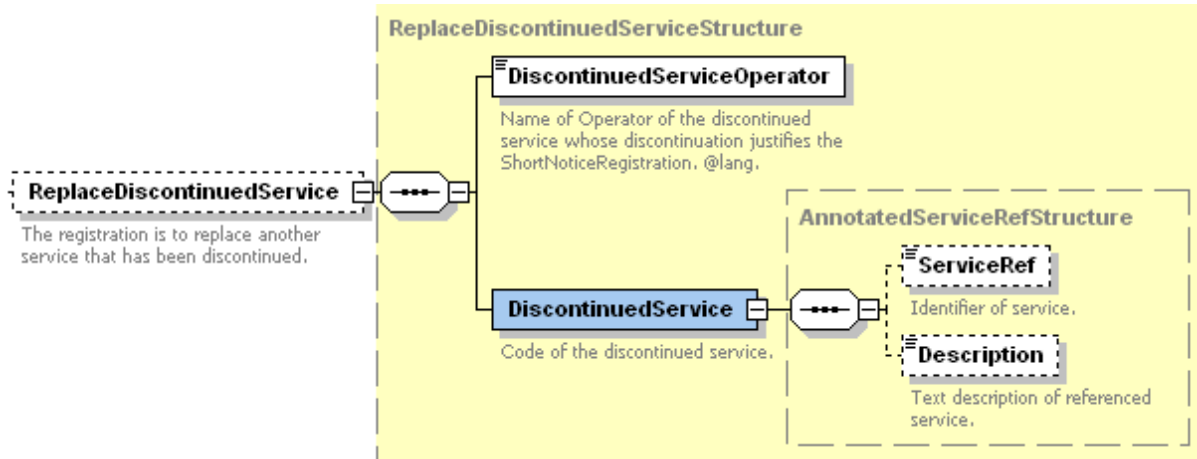 ReplaceDiscontinuedServiceStructure
DiscontinuedServiceOperator
Name of Operator of the discontinued
service whose discontinuation justifies the
ShortNoticeRegistration. @lang.
ReplaceDiscontinuedService
The registration is to replace another
service that has been discontinued.
AnnotatedServiceRefStructure
ServiceRef
Identifier of service.
DiscontinuedService
Code of the discontinued service.
Description
Text description of referenced
service.